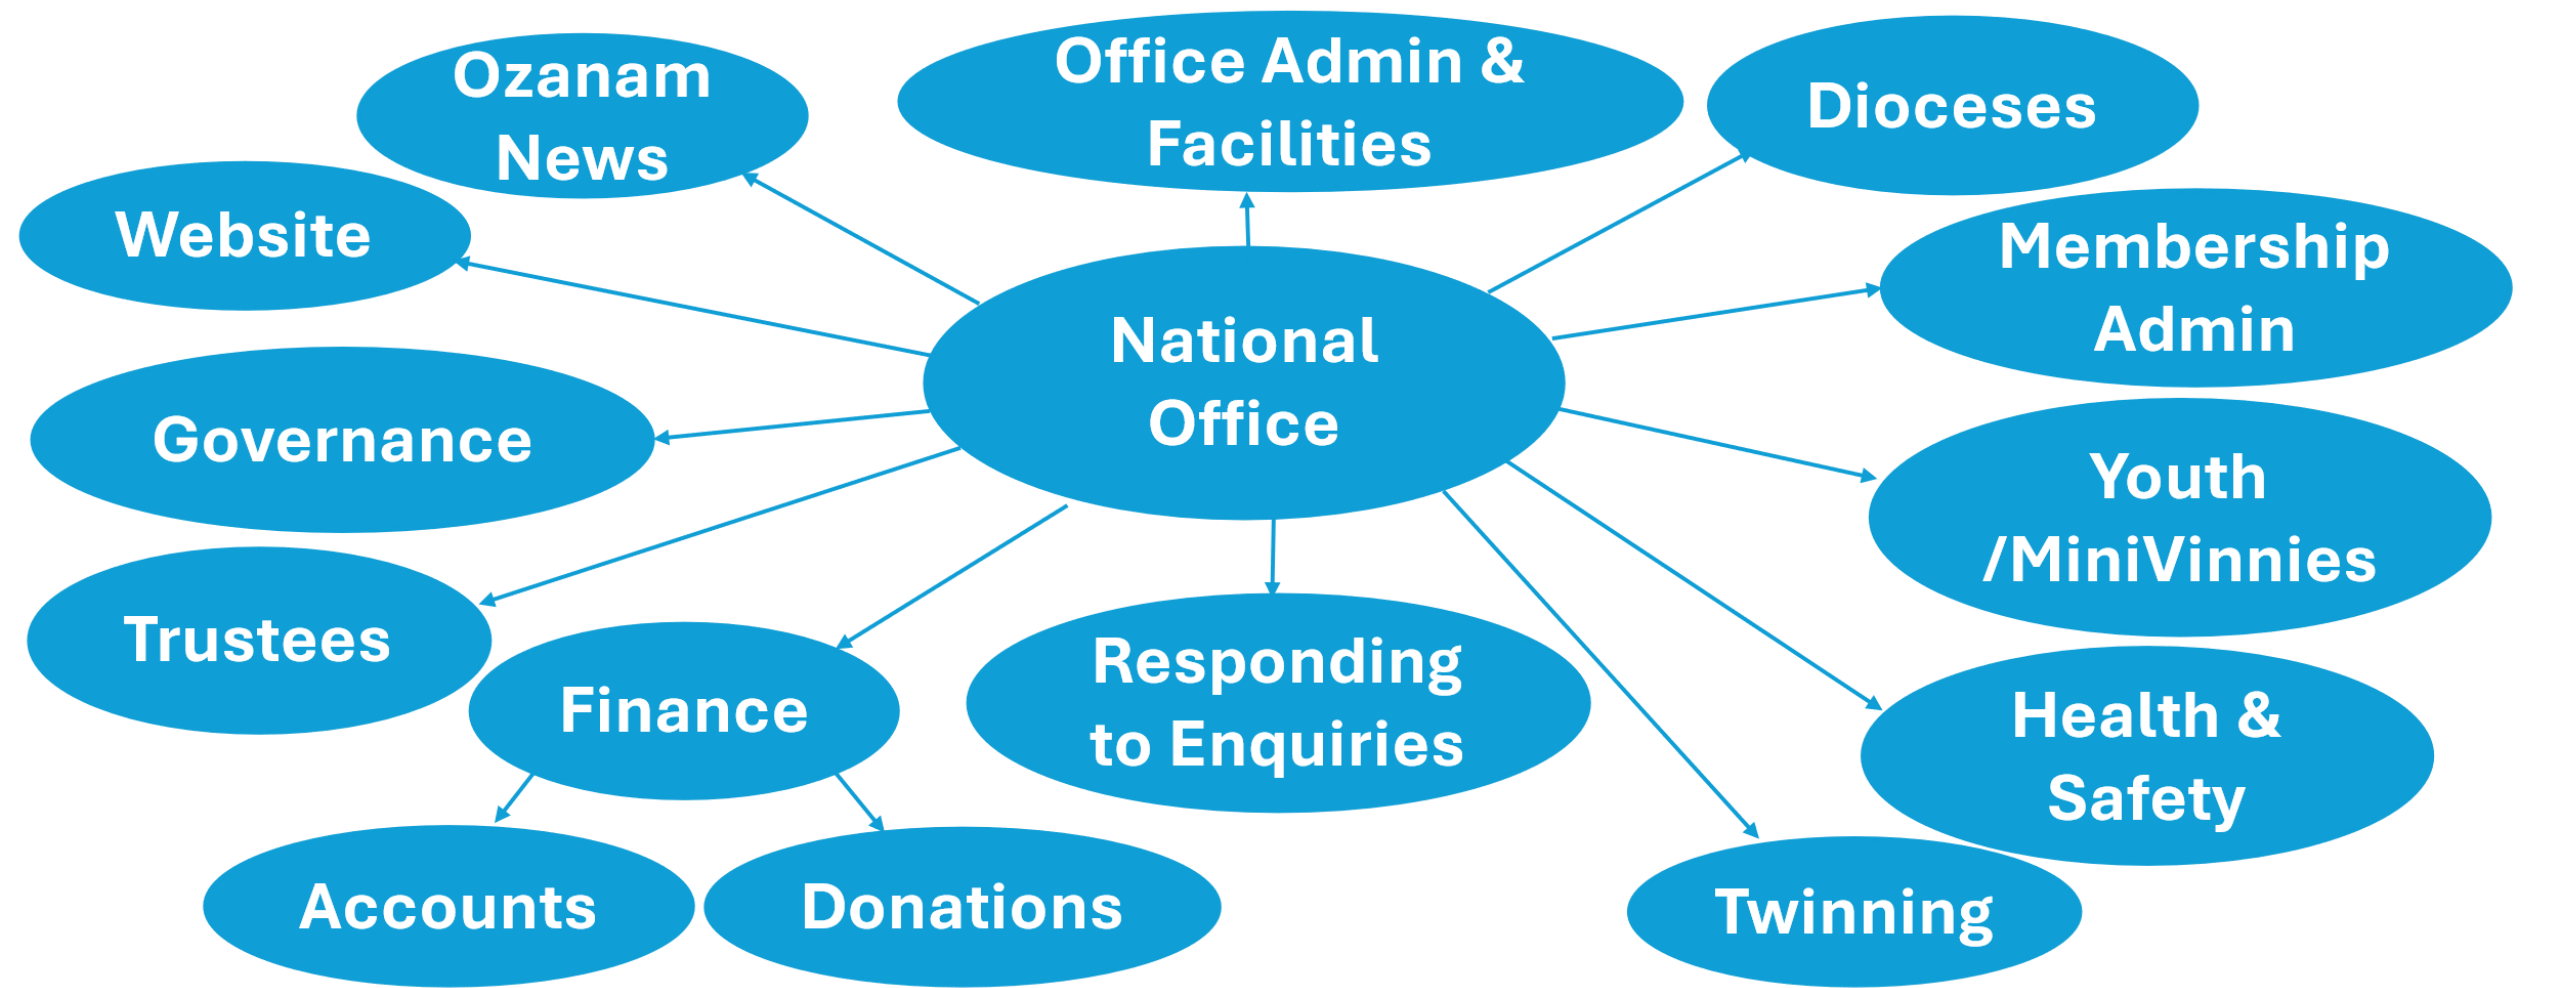 Ozanam
News
Office Admin &
Facilities
Dioceses
Website
Membership
Admin
National
Office
Governance
Youth
/MiniVinnies
Trustees
Finance
Responding
to Enquiries
Health &
Safety
Accounts
Donations
Twinning